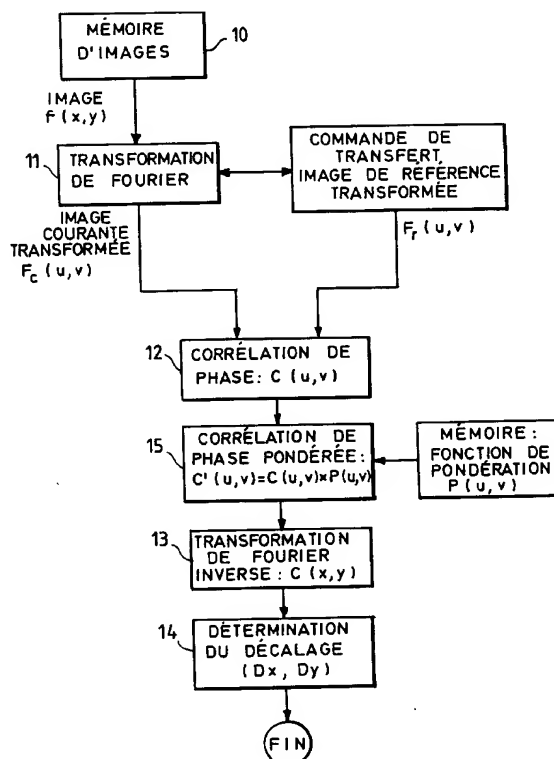 MÉMOIRE
D'IMAGES
10
IMAGE
f(x,y)
11
TRANSFORMATION
DE FOURIER
COMMANDE DE
TRANSFERT,
IMAGE DE RÉFÉRENCE
TRANSFORMÉE
IMAGE
COURANTE
TRANSFORMÉE
Fc (u,v)
Fr (u,v)
12
CORRÉLATION DE
PHASE: C (u,v)
15
CORRÉLATION DE
PHASE PONDÉRÉE:
C'(u,v)=C(u,v)×P(u,v)
MÉMOIRE:
FONCTION DE
PONDÉRATION
P(u,v)
13
TRANSFORMATION
DE FOURIER
INVERSE: C(x,y)
14
DÉTERMINATION
DU DÉCALAGE
(Dx, Dy)
FIN